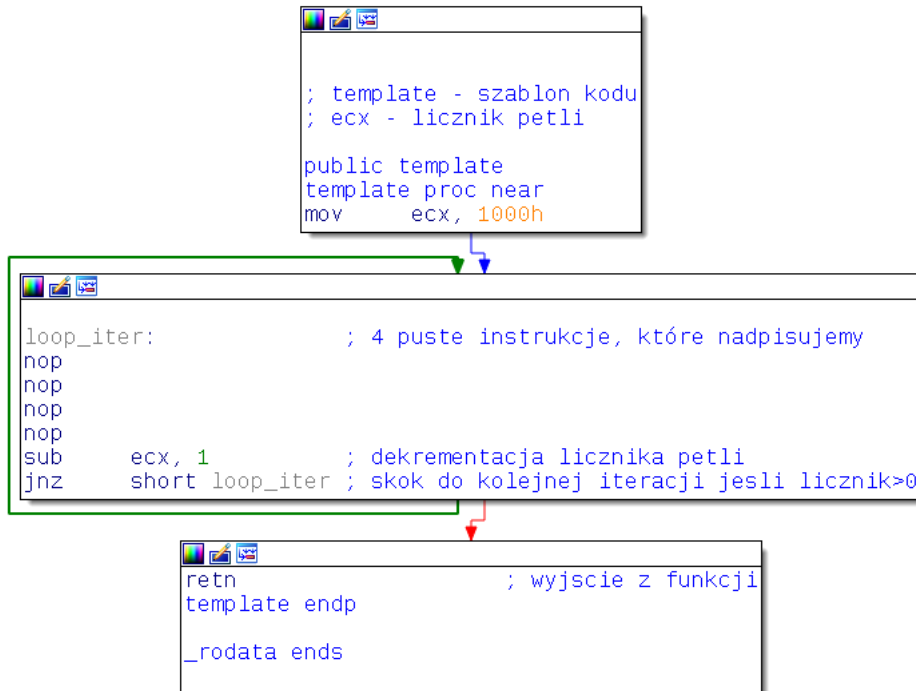 ; template - szablon kodu
; ecx - licznik petli
public template
template proc near
mov ecx, 1000h
loop_iter: ; 4 puste instrukcje, które nadpisujemy
nop
nop
nop
nop
sub ecx, 1 ; dekrementacja licznika petli
jnz short loop_iter ; skok do kolejnej iteracji jesli licznik>0
retn ; wyjscie z funkcji
template endp
_rodata ends